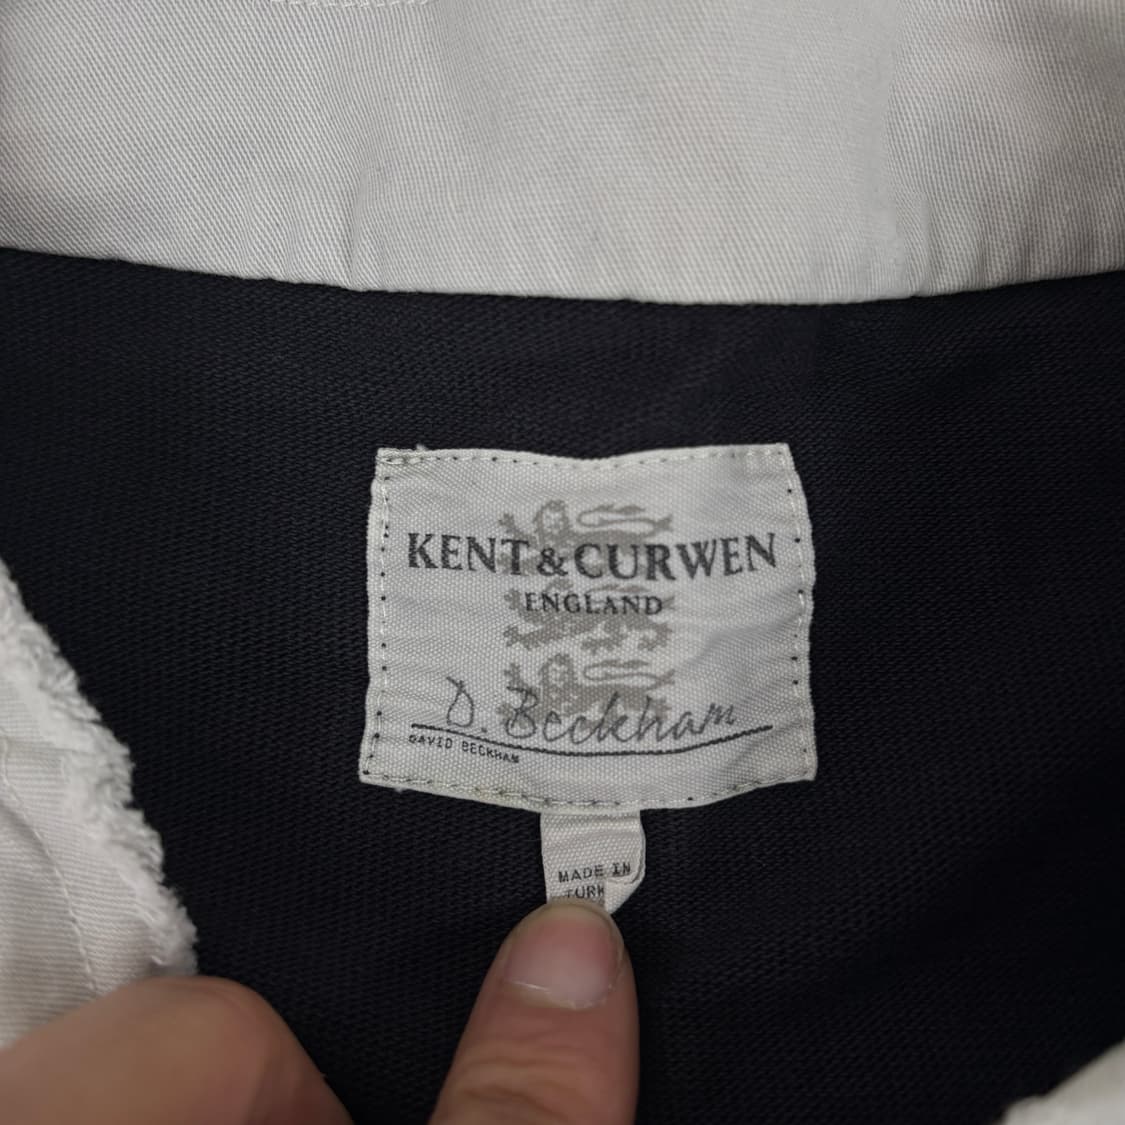 KENT & CURWEN
ENGLAND
D. Beckham
DAVID BECKHAM
MADE IN